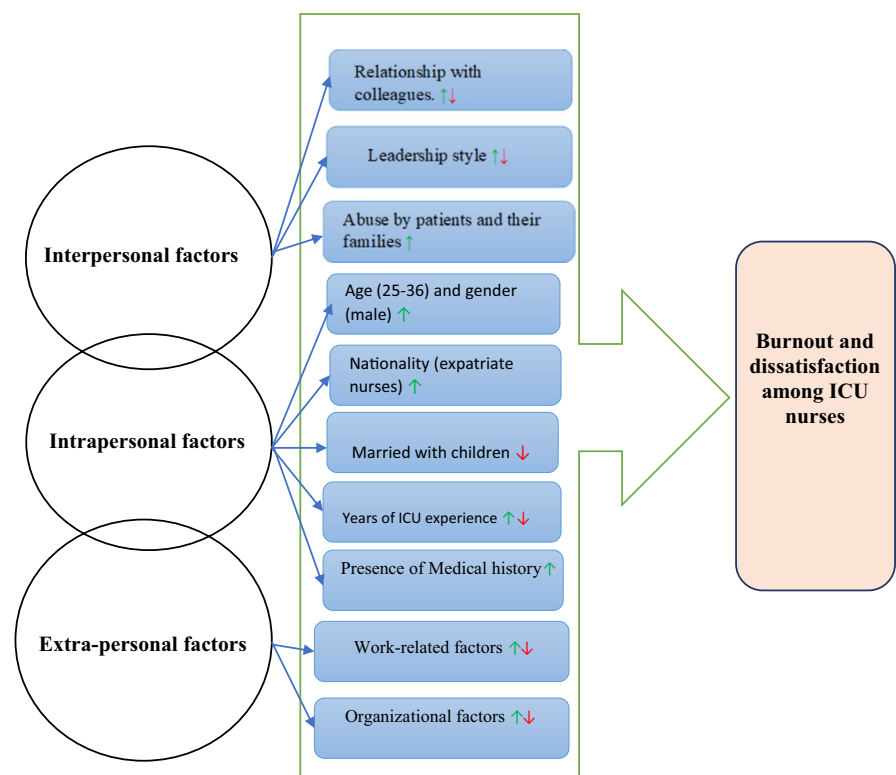 Interpersonal factors
Intrapersonal factors
Extra-personal factors
Relationship with
colleagues. ↑↓
Leadership style ↑↓
Abuse by patients and their
families ↑
Age (25-36) and gender
(male) ↑
Nationality (expatriate
nurses) ↑
Married with children ↓
Years of ICU experience ↑↓
Presence of Medical history↑
Work-related factors ↑↓
Organizational factors ↑↓
Burnout and
dissatisfaction
among ICU
nurses